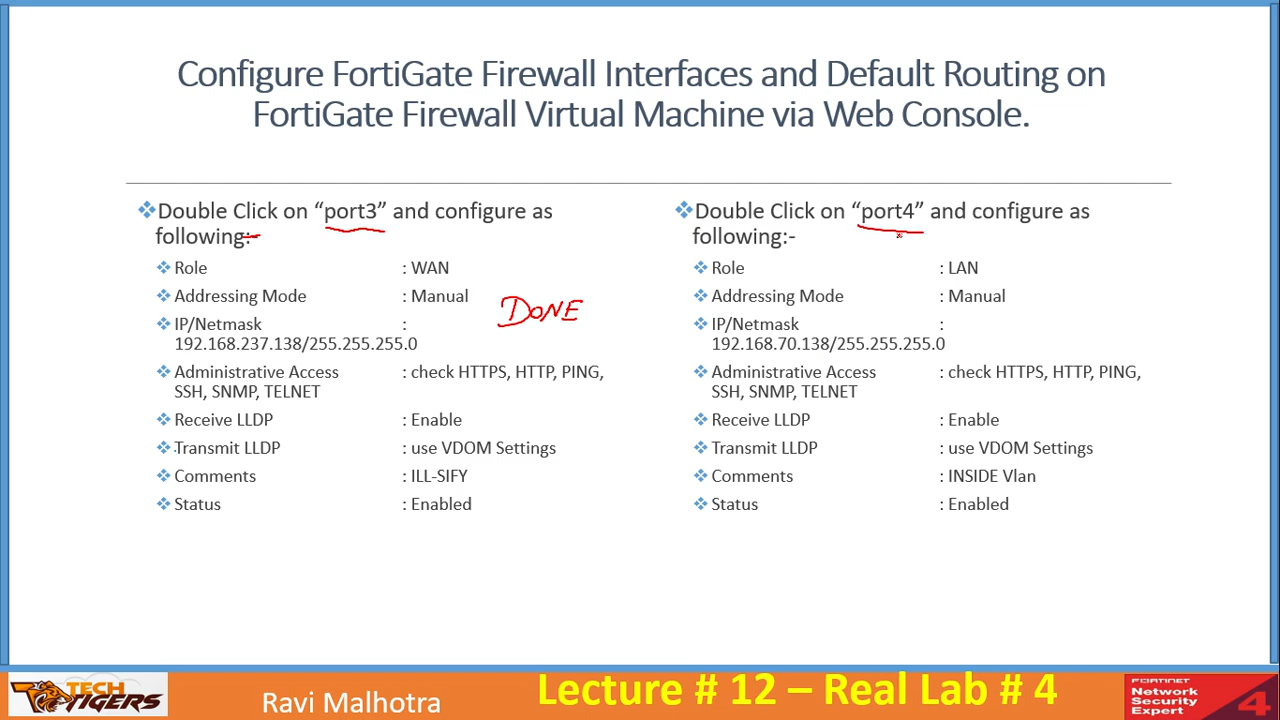 Configure FortiGate Firewall Interfaces and Default Routing on
FortiGate Firewall Virtual Machine via Web Console.
Double Click on “port3” and configure as
following:-
Role : WAN
Addressing Mode : Manual
IP/Netmask :
192.168.237.138/255.255.255.0
Administrative Access : check HTTPS, HTTP, PING,
SSH, SNMP, TELNET
Receive LLDP : Enable
Transmit LLDP : use VDOM Settings
Comments : ILL-SIFY
Status : Enabled
DONE
Double Click on “port4” and configure as
following:-
Role : LAN
Addressing Mode : Manual
IP/Netmask :
192.168.70.138/255.255.255.0
Administrative Access : check HTTPS, HTTP, PING,
SSH, SNMP, TELNET
Receive LLDP : Enable
Transmit LLDP : use VDOM Settings
Comments : INSIDE Vlan
Status : Enabled
TECH
TIGERS
Ravi Malhotra
Lecture # 12 – Real Lab # 4
FORTINET
Network
Security
Expert
4